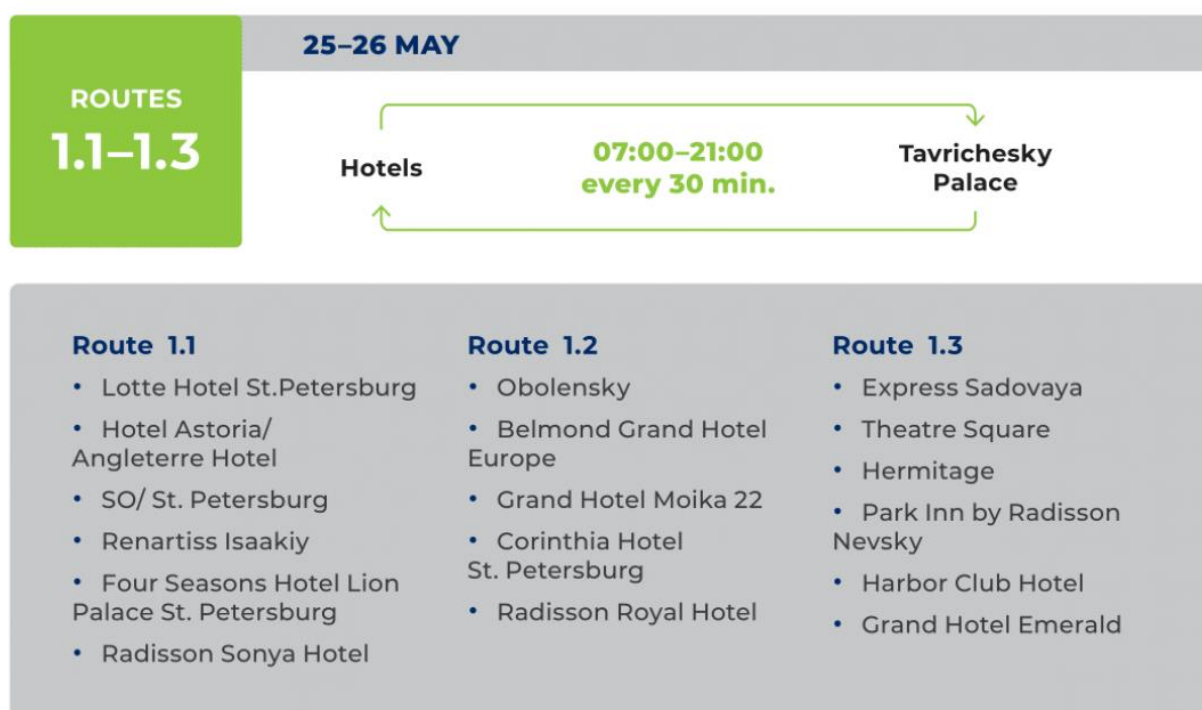 ROUTES
1.1–1.3
25–26 MAY
Hotels
07:00–21:00
every 30 min.
Tavrichesky
Palace
Route 1.1
• Lotte Hotel St.Petersburg
• Hotel Astoria/
Angleterre Hotel
• SO/ St. Petersburg
• Renartiss Isaakiy
• Four Seasons Hotel Lion
Palace St. Petersburg
• Radisson Sonya Hotel
Route 1.2
• Obolensky
• Belmond Grand Hotel
Europe
• Grand Hotel Moika 22
• Corinthia Hotel
St. Petersburg
• Radisson Royal Hotel
Route 1.3
• Express Sadovaya
• Theatre Square
• Hermitage
• Park Inn by Radisson
Nevsky
• Harbor Club Hotel
• Grand Hotel Emerald